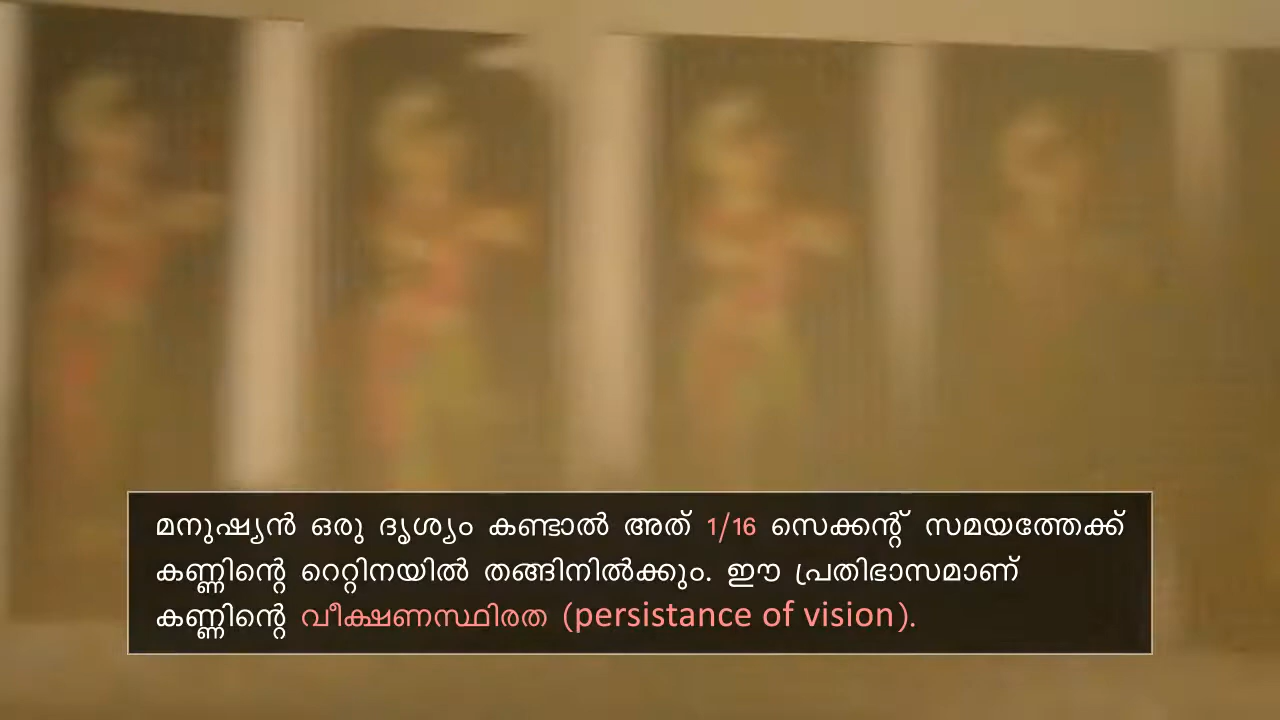 മനുഷ്യൻ ഒരു ദൃശ്യം കണ്ടാൽ അത് 1/16 സെക്കന്റ് സമയത്തേക്ക്
കണ്ണിന്റെ റെറ്റിനയിൽ തങ്ങിനിൽക്കും. ഈ പ്രതിഭാസമാണ്
കണ്ണിന്റെ വീക്ഷണസ്ഥിരത (persistance of vision).